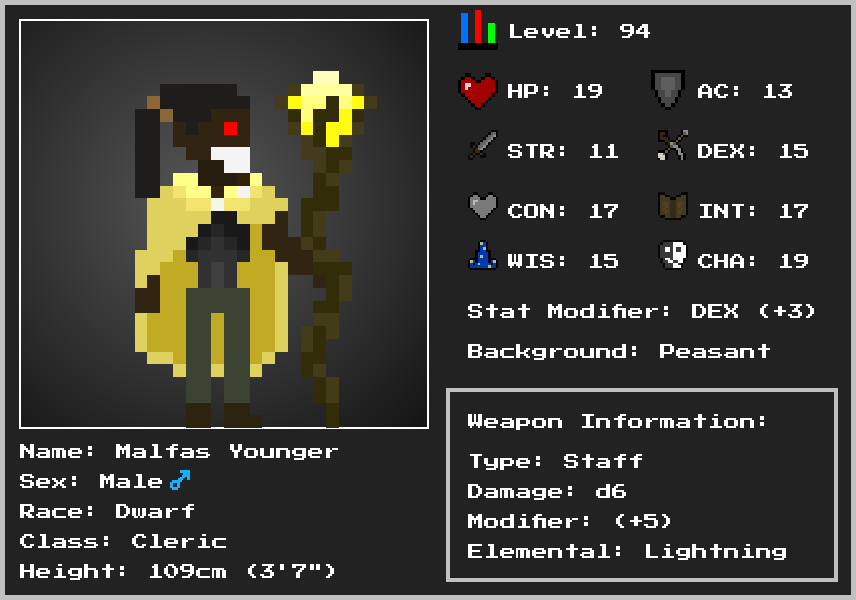 Level: 94
HP: 19
AC: 13
STR: 11
DEX: 15
CON: 17
INT: 17
WIS: 15
CHA: 19
Stat Modifier: DEX (+3)
Background: Peasant
Weapon Information:
Type: Staff
Damage: d6
Modifier: (+5)
Elemental: Lightning
Name: Malfas Younger
Sex: Male ♂
Race: Dwarf
Class: Cleric
Height: 109cm (3'7")